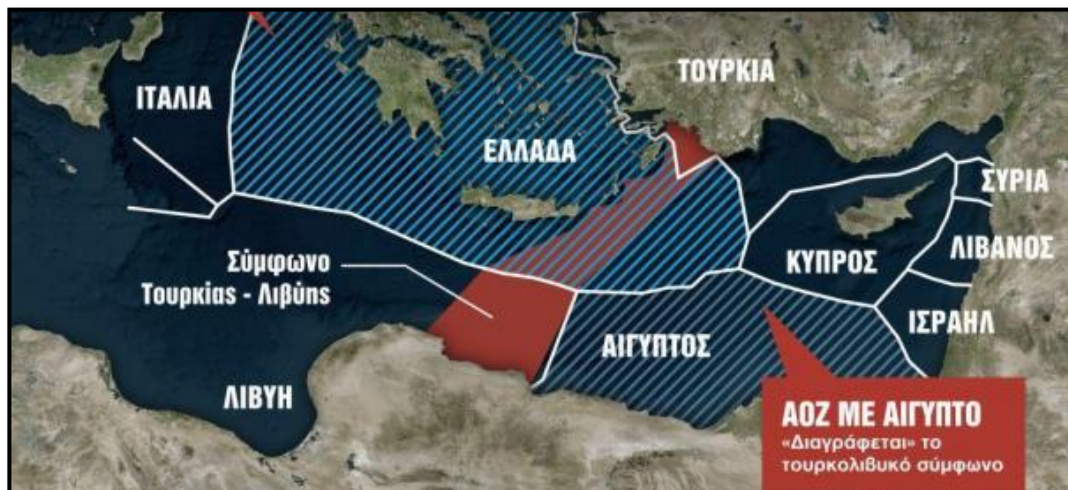 ΙΤΑΛΙΑ
ΤΟΥΡΚΙΑ
ΕΛΛΑΔΑ
ΣΥΡΙΑ
ΛΙΒΑΝΟΣ
ΚΥΠΡΟΣ
Σύμφωνο
Τουρκίας - Λιβύης
ΙΣΡΑΗΛ
ΑΙΓΥΠΤΟΣ
ΛΙΒΥΗ
ΑΟΖ ΜΕ ΑΙΓΥΠΤΟ
«Διαγράφεται» το
τουρκολιβυκό σύμφωνο